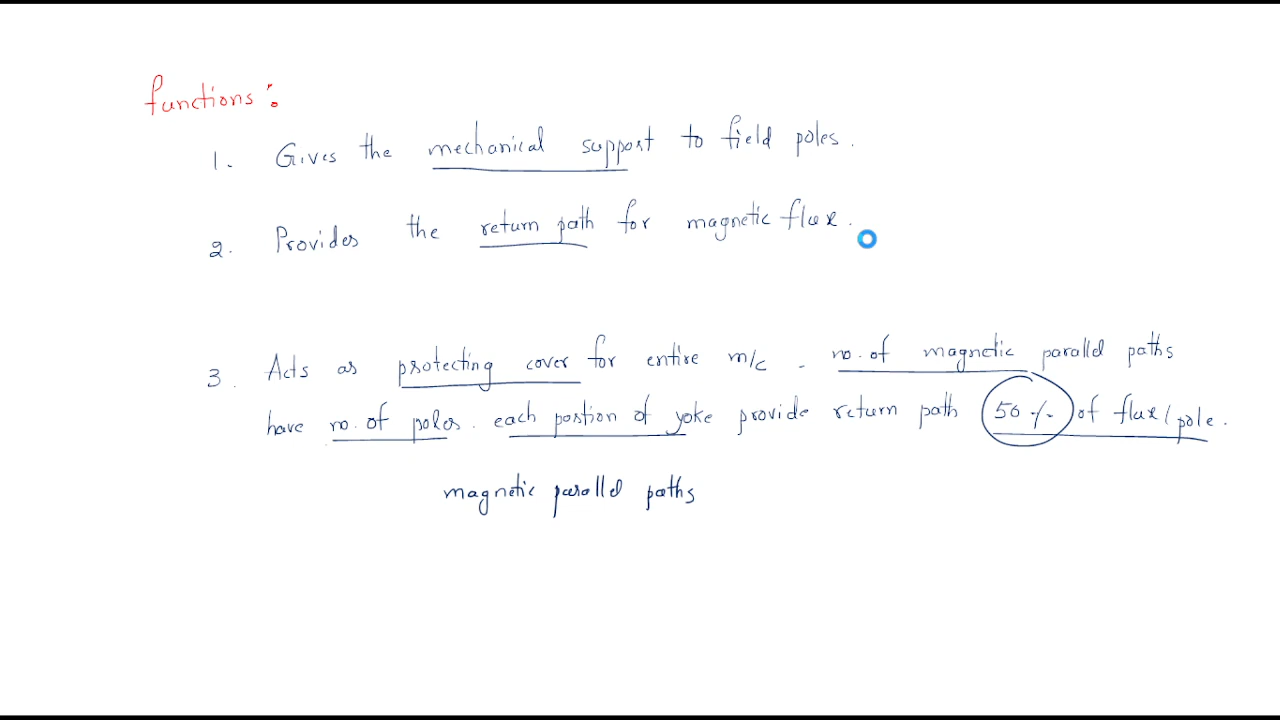 functions :
1. Gives the mechanical support to field poles.
2. Provides the return path for magnetic flux.
3. Acts as protecting cover for entire m/c - no. of magnetic parallel paths
have no. of poles. each portion of yoke provide return path 50 % of flux/pole.
magnetic parallel paths